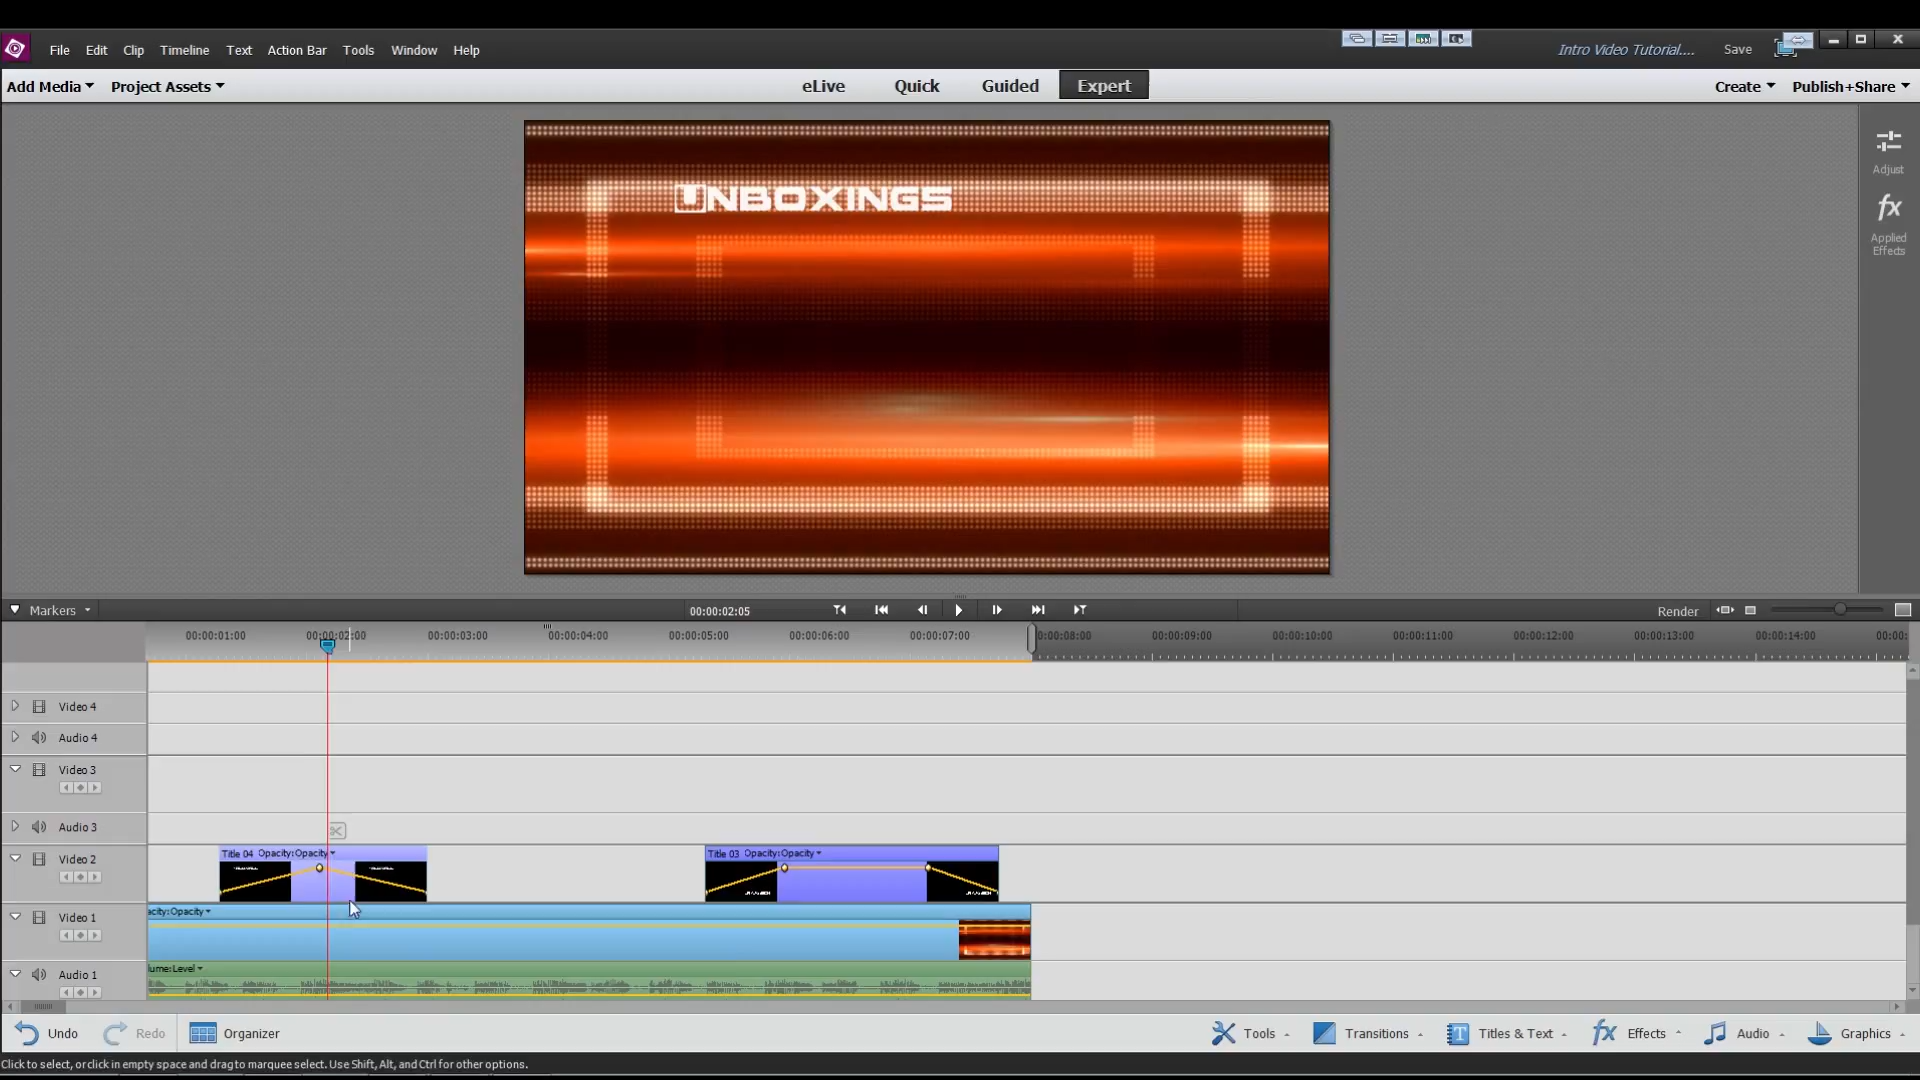 File Edit Clip Timeline Text Action Bar Tools Window Help
Intro Video Tutorial.... Save
Add Media Project Assets eLive Quick Guided Expert Create Publish+Share
UNBOXINGS
Adjust
fx
Applied
Effects
Markers 00:00:02:05 Render
00:00:01:00 00:00:02:00 00:00:03:00 00:00:04:00 00:00:05:00 00:00:06:00 00:00:07:00 00:00:08:00 00:00:09:00 00:00:10:00 00:00:11:00 00:00:12:00 00:00:13:00 00:00:14:00 00:00:
Video 4
Audio 4
Video 3
Audio 3
Video 2
Title 04 Opacity:Opacity Title 03 Opacity:Opacity
Video 1
acity:Opacity
Audio 1
lume:Level
Undo Redo Organizer Tools Transitions Titles & Text Effects Audio Graphics
Click to select, or click in empty space and drag to marquee select. Use Shift, Alt, and Ctrl for other options.